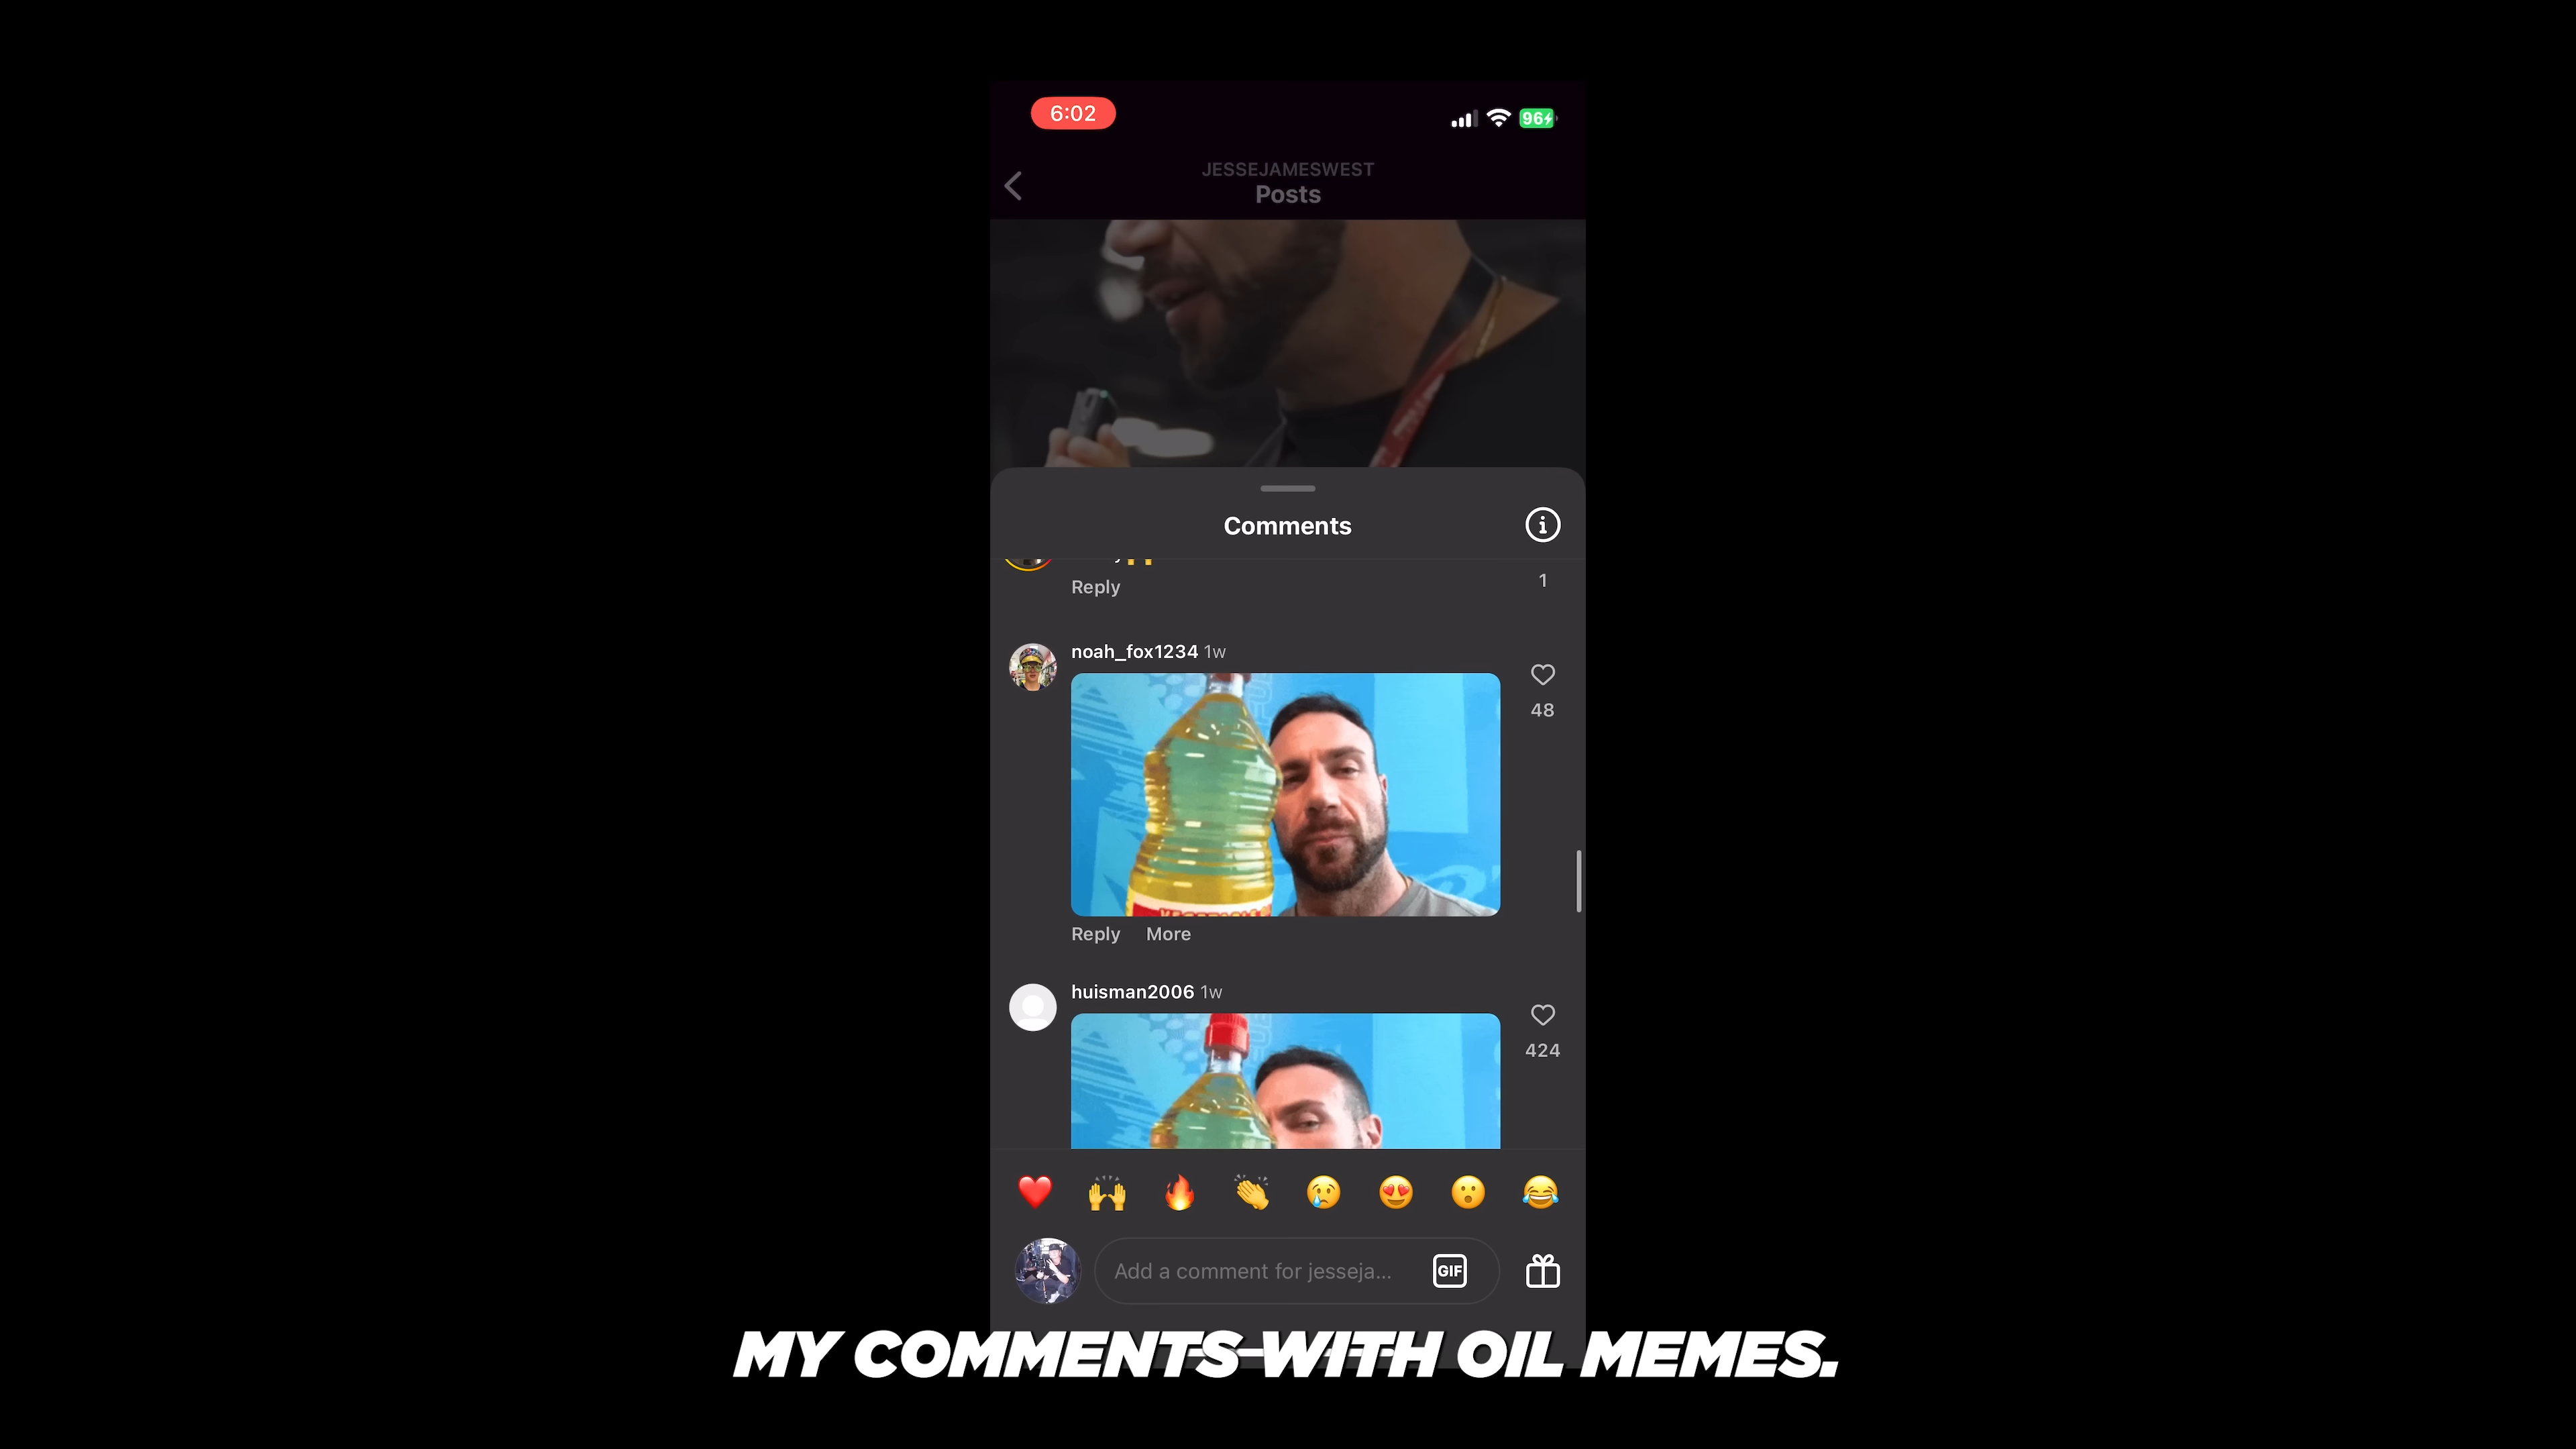 6:02
96
JESSEJAMESWEST
Posts
Comments
Reply
1
noah_fox1234 1w
48
Reply More
huisman2006 1w
424
Add a comment for jesseja...
GIF
MY COMMENTS WITH OIL MEMES.